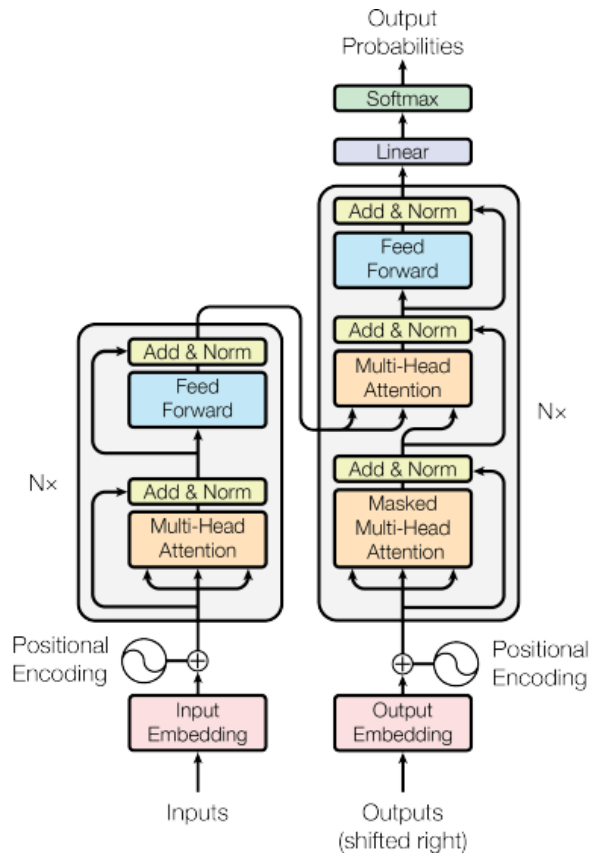 Output
Probabilities
Softmax
Linear
Add & Norm
Feed
Forward
Add & Norm
Multi-Head
Attention
Add & Norm
Masked
Multi-Head
Attention
N×
Add & Norm
Feed
Forward
Add & Norm
Multi-Head
Attention
N×
Positional
Encoding
Positional
Encoding
Input
Embedding
Output
Embedding
Inputs
Outputs
(shifted right)